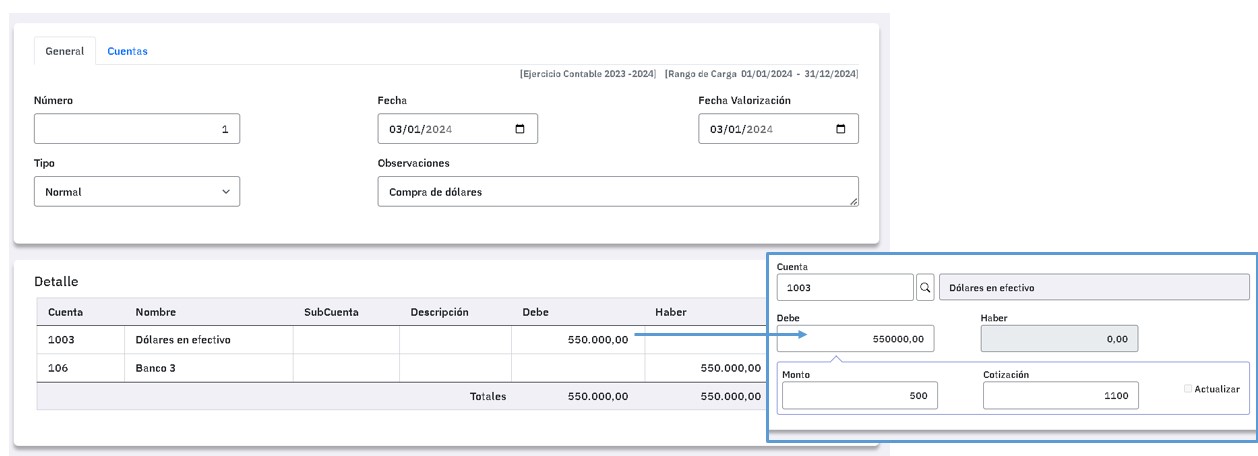 General Cuentas
[Ejercicio Contable 2023 -2024] [Rango de Carga 01/01/2024 - 31/12/2024]
Número Fecha Fecha Valorización
1 03/01/2024 03/01/2024
Tipo Observaciones
Normal Compra de dólares
Detalle
Cuenta Nombre SubCuenta Descripción Debe Haber
1003 Dólares en efectivo 550.000,00
106 Banco 3 550.000,00
Totales 550.000,00 550.000,00
Cuenta
1003 Dólares en efectivo
Debe Haber
550000,00 0,00
Monto Cotización
500 1100 Actualizar